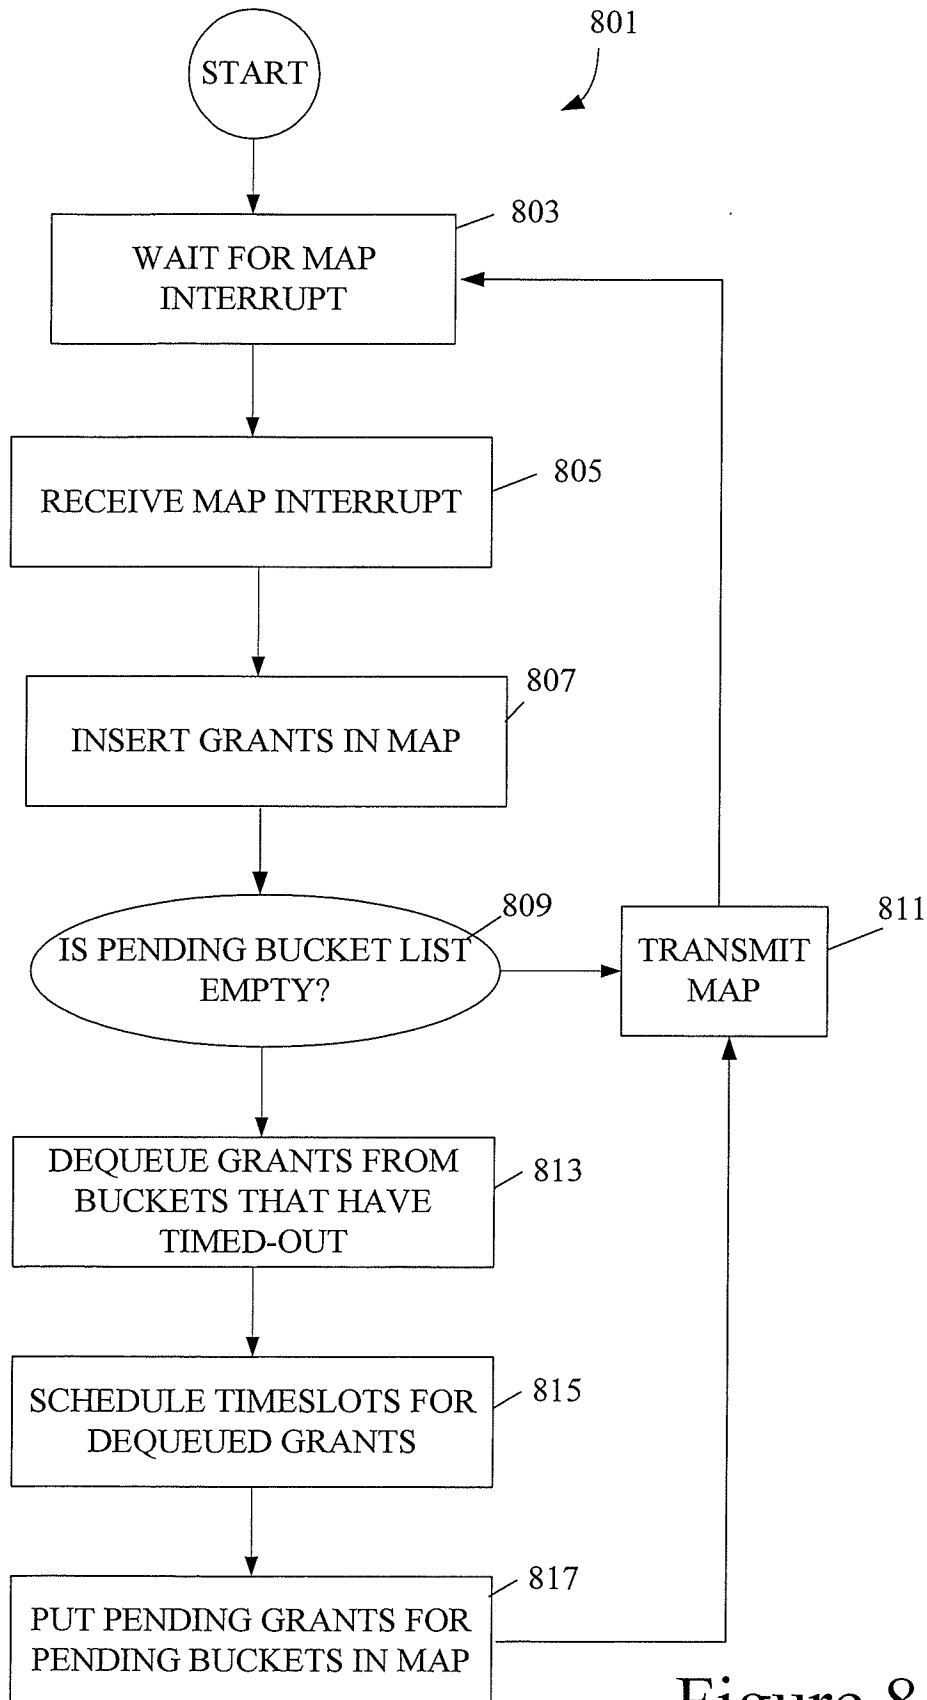 801
START
803
WAIT FOR MAP
INTERRUPT
805
RECEIVE MAP INTERRUPT
807
INSERT GRANTS IN MAP
809
IS PENDING BUCKET LIST
EMPTY?
811
TRANSMIT
MAP
813
DEQUEUE GRANTS FROM
BUCKETS THAT HAVE
TIMED-OUT
815
SCHEDULE TIMESLOTS FOR
DEQUEUED GRANTS
817
PUT PENDING GRANTS FOR
PENDING BUCKETS IN MAP
Figure 8